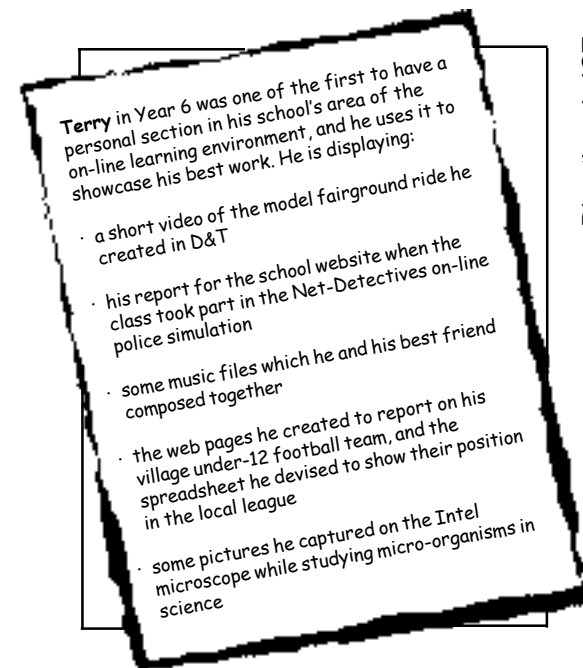 Terry in Year 6 was one of the first to have a
personal section in his school's area of the
on-line learning environment, and he uses it to
showcase his best work. He is displaying:
· a short video of the model fairground ride he
created in D&T
· his report for the school website when the
class took part in the Net-Detectives on-line
police simulation
· some music files which he and his best friend
composed together
· the web pages he created to report on his
village under-12 football team, and the
spreadsheet he devised to show their position
in the local league
· some pictures he captured on the Intel
microscope while studying micro-organisms in
science